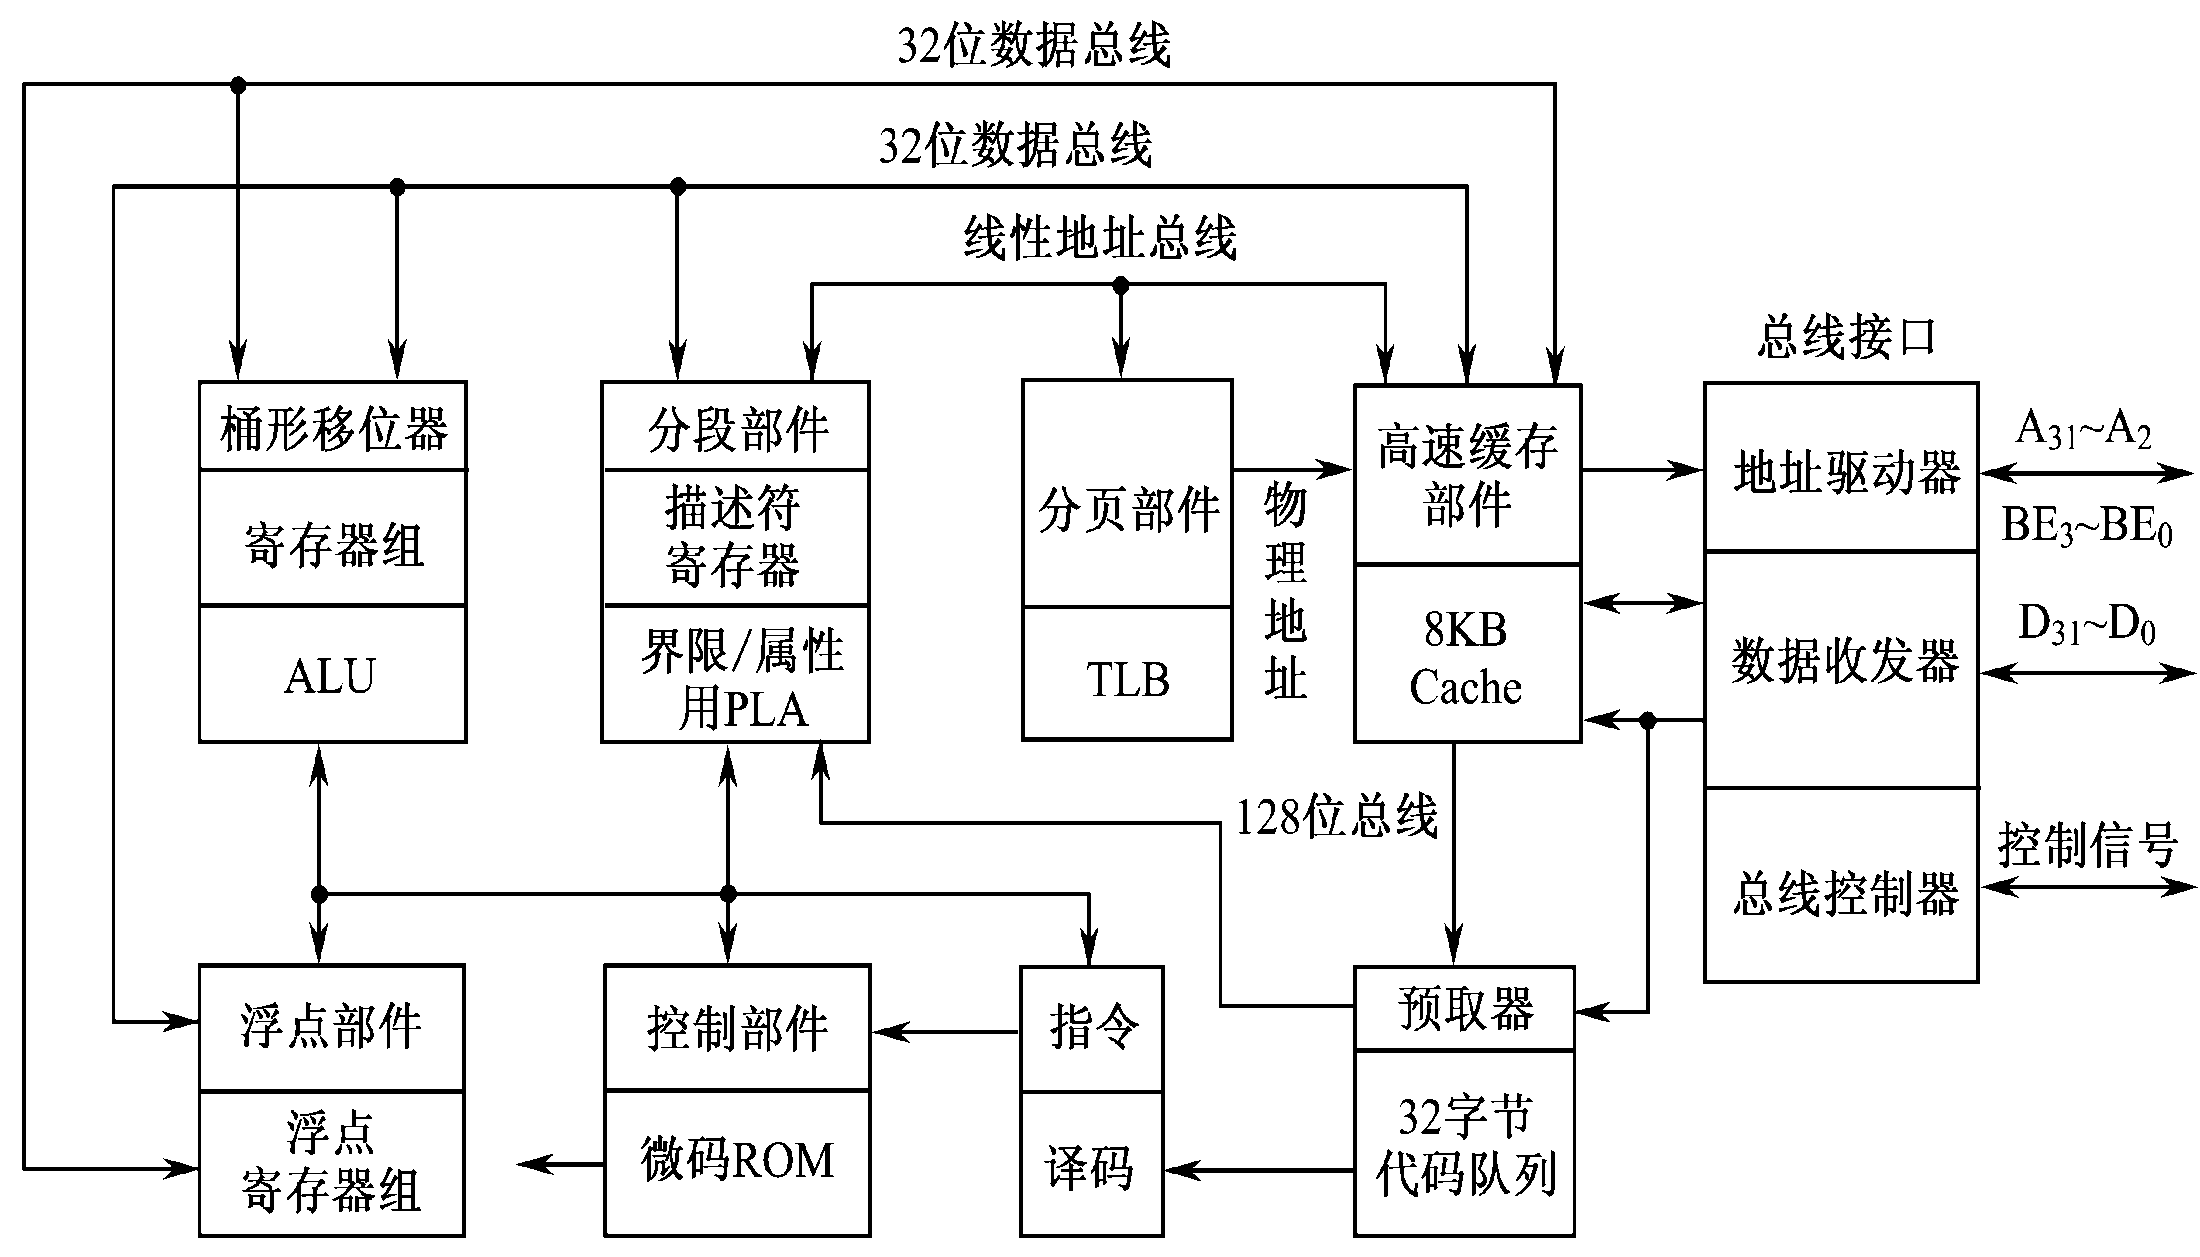 32位数据总线
32位数据总线
线性地址总线
总线接口
桶形移位器
寄存器组
ALU
分段部件
描述符
寄存器
界限/属性
用PLA
分页部件
TLB
物
理
地
址
高速缓存
部件
8KB
Cache
地址驱动器
数据收发器
总线控制器
A31~A2
BE3~BE0
D31~D0
控制信号
128位总线
浮点部件
浮点
寄存器组
控制部件
微码ROM
指令
译码
预取器
32字节
代码队列